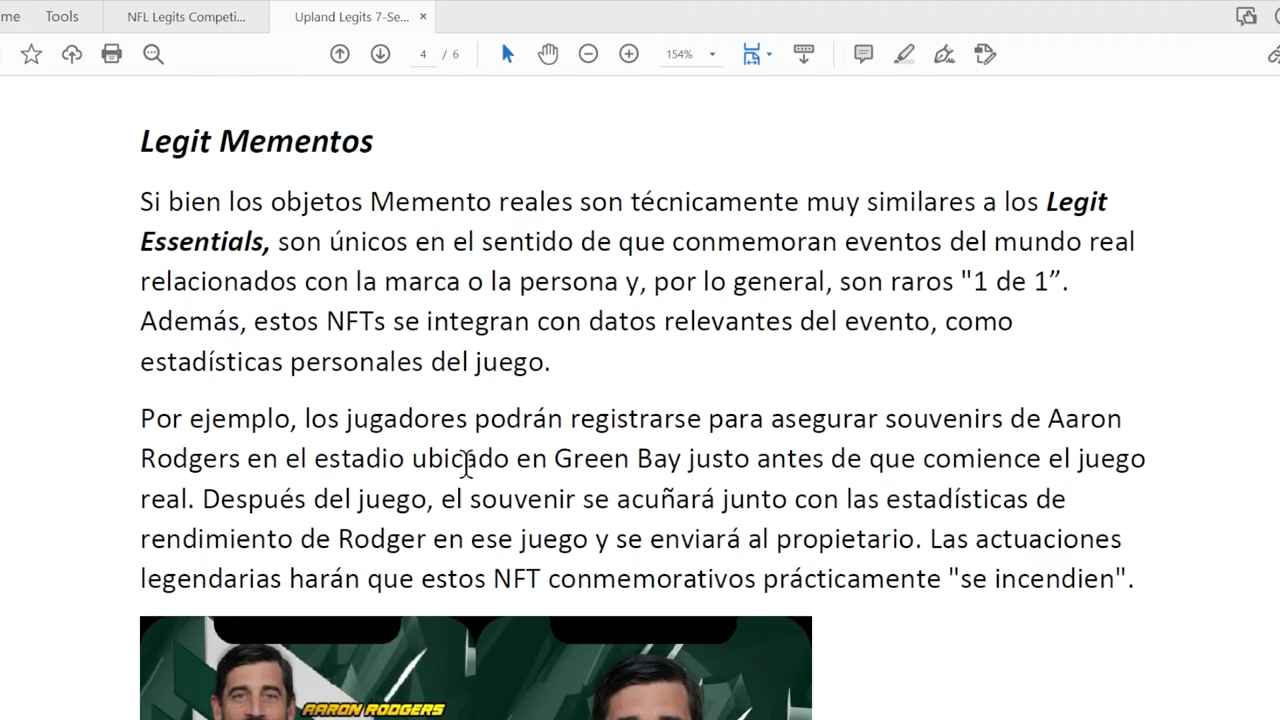 me
Tools
NFL Legits Competi...
Upland Legits 7-Se...
4 / 6
154%
Legit Mementos
Si bien los objetos Memento reales son técnicamente muy similares a los Legit
Essentials, son únicos en el sentido de que conmemoran eventos del mundo real
relacionados con la marca o la persona y, por lo general, son raros "1 de 1”.
Además, estos NFTs se integran con datos relevantes del evento, como
estadísticas personales del juego.
Por ejemplo, los jugadores podrán registrarse para asegurar souvenirs de Aaron
Rodgers en el estadio ubicado en Green Bay justo antes de que comience el juego
real. Después del juego, el souvenir se acuñará junto con las estadísticas de
rendimiento de Rodger en ese juego y se enviará al propietario. Las actuaciones
legendarias harán que estos NFT conmemorativos prácticamente "se incendien".
AARON RODGERS